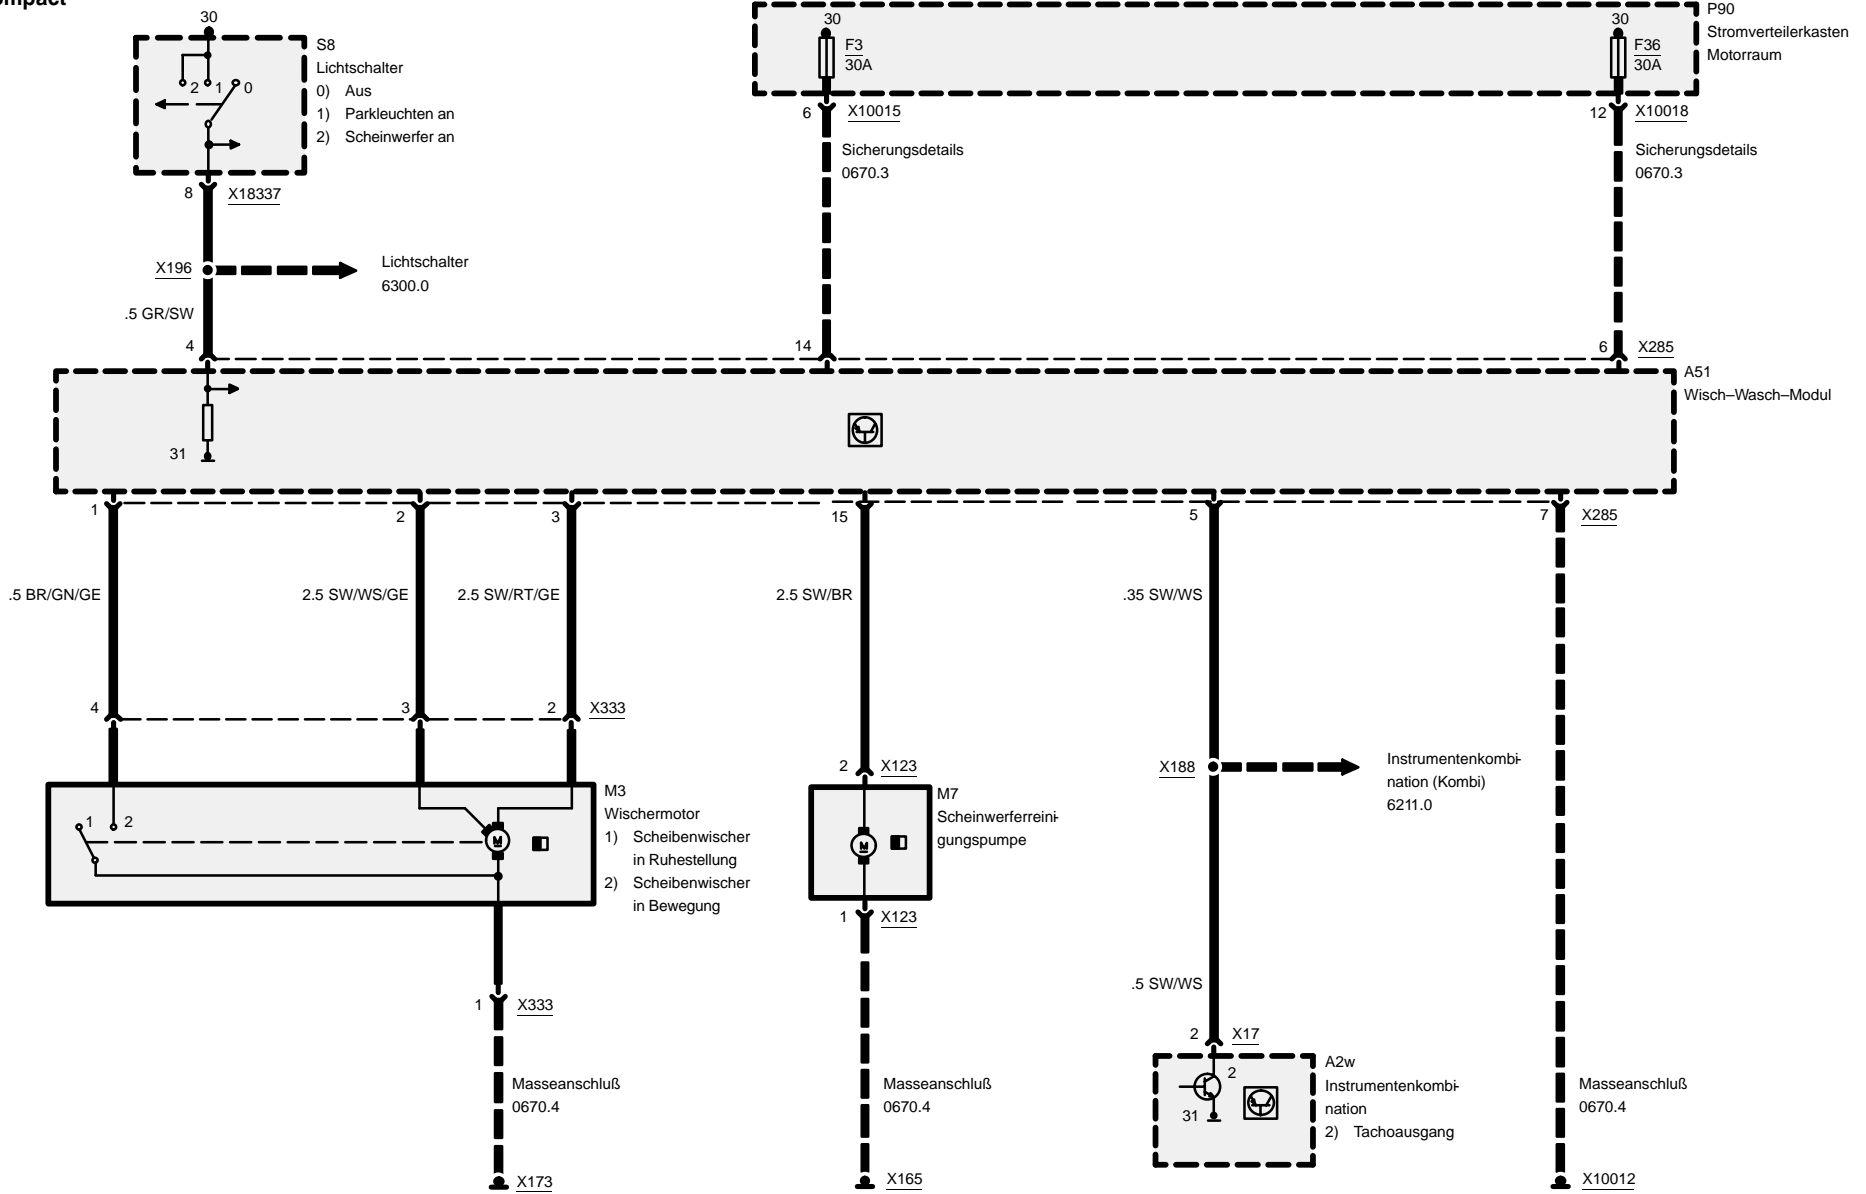 30
S8
Lichtschalter
0) Aus
1) Parkleuchten an
2) Scheinwerfer an
2 1 0
8 X18337
X196
Lichtschalter
6300.0
.5 GR/SW
4
30
F3
30A
6 X10015
Sicherungsdetails
0670.3
14
30
F36
30A
P90
Stromverteilerkasten
Motorraum
12 X10018
Sicherungsdetails
0670.3
6 X285
A51
Wisch–Wasch–Modul
31
1 2 3 15 5 7 X285
.5 BR/GN/GE 2.5 SW/WS/GE 2.5 SW/RT/GE 2.5 SW/BR .35 SW/WS
4 3 2 X333
M3
Wischermotor
1) Scheibenwischer
in Ruhestellung
2) Scheibenwischer
in Bewegung
1 2
M
1 X333
Masseanschluß
0670.4
X173
2 X123
M7
Scheinwerferreini-
gungspumpe
M
1 X123
Masseanschluß
0670.4
X165
X188
Instrumentenkombi-
nation (Kombi)
6211.0
.5 SW/WS
2 X17
A2w
Instrumentenkombi-
nation
2) Tachoausgang
2
31
Masseanschluß
0670.4
X10012